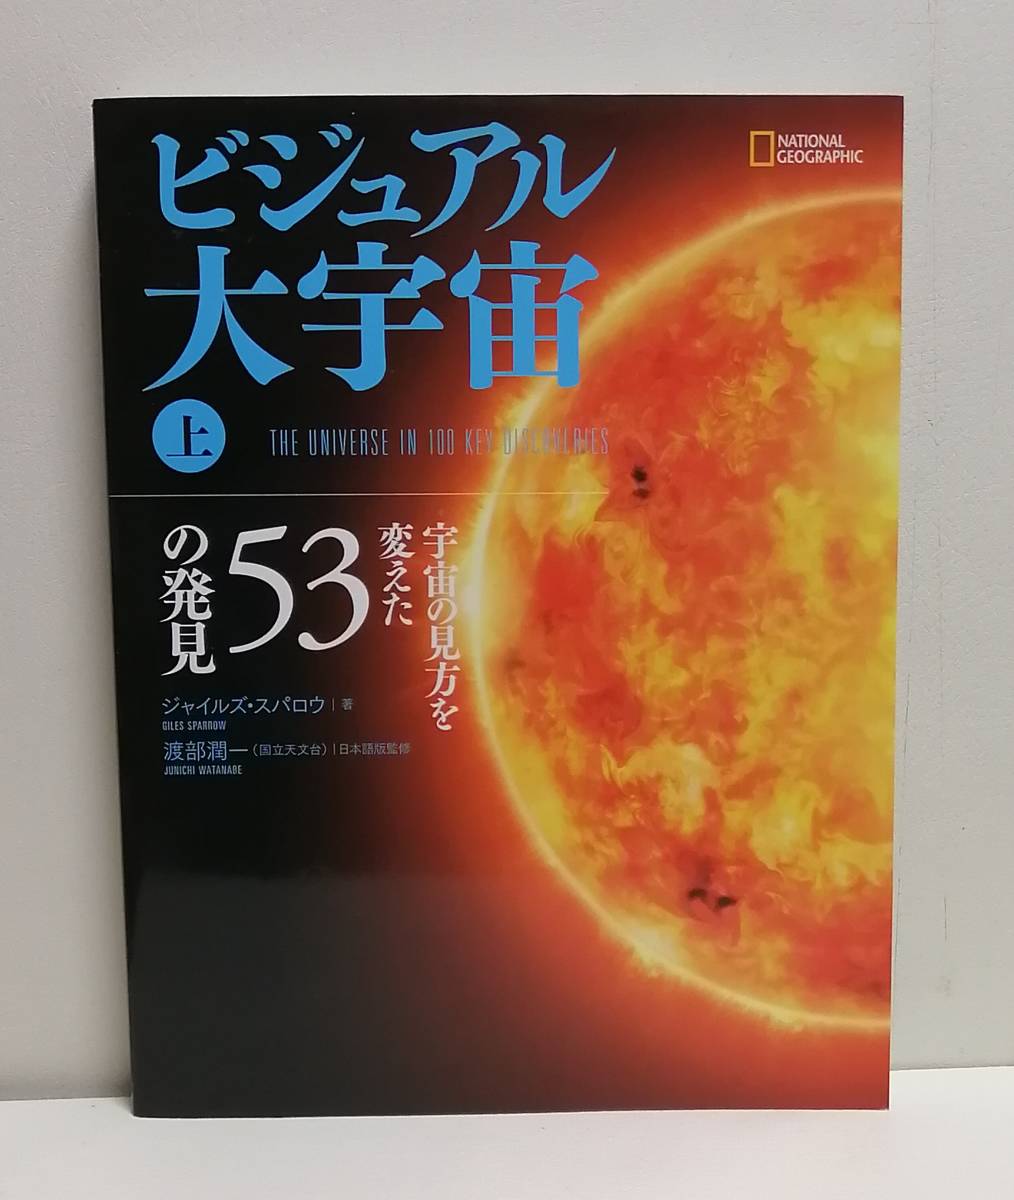 ビジュアル
大宇宙
上
THE UNIVERSE IN 100 KEY DISCOVERIES
NATIONAL
GEOGRAPHIC
宇宙の見方を
変えた
53
の発見
ジャイルズ・スパロウ|著
GILES SPARROW
渡部潤一(国立天文台)|日本語版監修
JUNICHI WATANABE